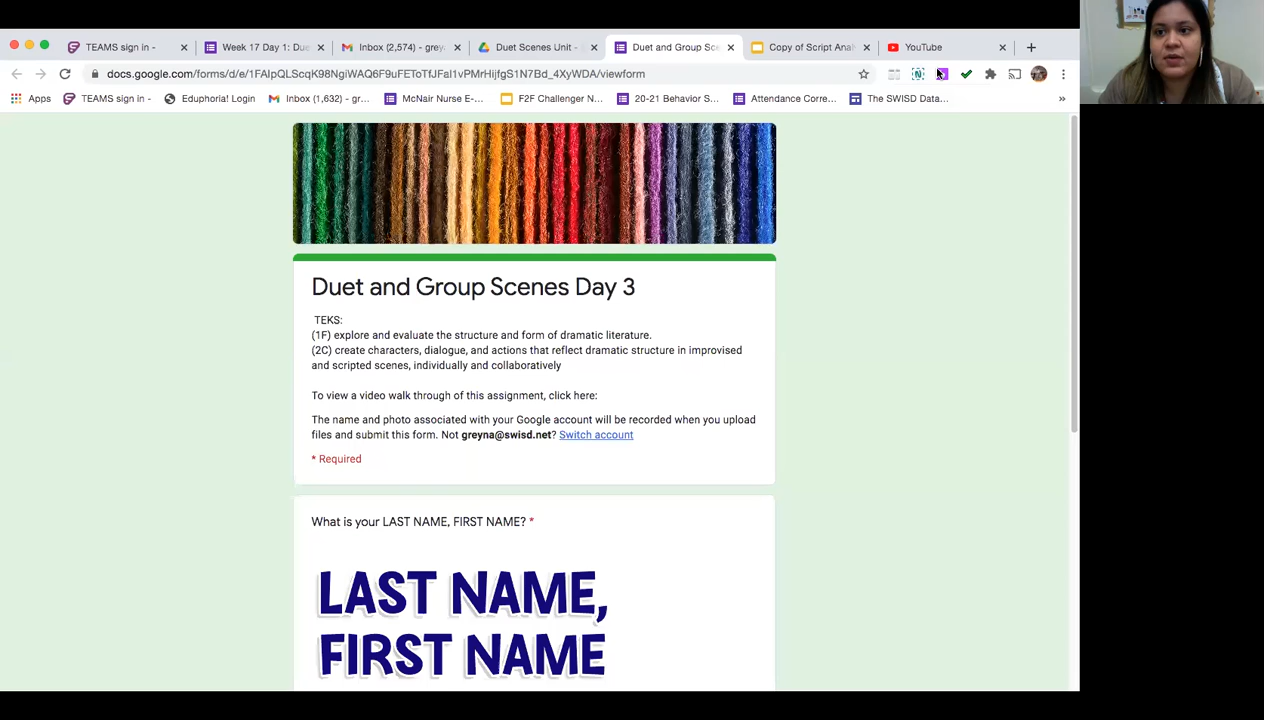 TEAMS sign in -
Week 17 Day 1: Du
Inbox (2,574) - grey
Duet Scenes Unit -
Duet and Group Sce
Copy of Script Anal
YouTube
docs.google.com/forms/d/e/1FAIpQLScqK98NgiWAQ6F9uFEToTfJFaI1vPMrHijfgS1N7Bd_4XyWDA/viewform
Apps
TEAMS sign in -
Eduphoria! Login
Inbox (1,632) - gr...
McNair Nurse E-...
F2F Challenger N...
20-21 Behavior S...
Attendance Corre...
The SWISD Data...
Duet and Group Scenes Day 3
TEKS:
(1F) explore and evaluate the structure and form of dramatic literature.
(2C) create characters, dialogue, and actions that reflect dramatic structure in improvised
and scripted scenes, individually and collaboratively
To view a video walk through of this assignment, click here:
The name and photo associated with your Google account will be recorded when you upload
files and submit this form. Not greyna@swisd.net? Switch account
* Required
What is your LAST NAME, FIRST NAME? *
LAST NAME,
FIRST NAME